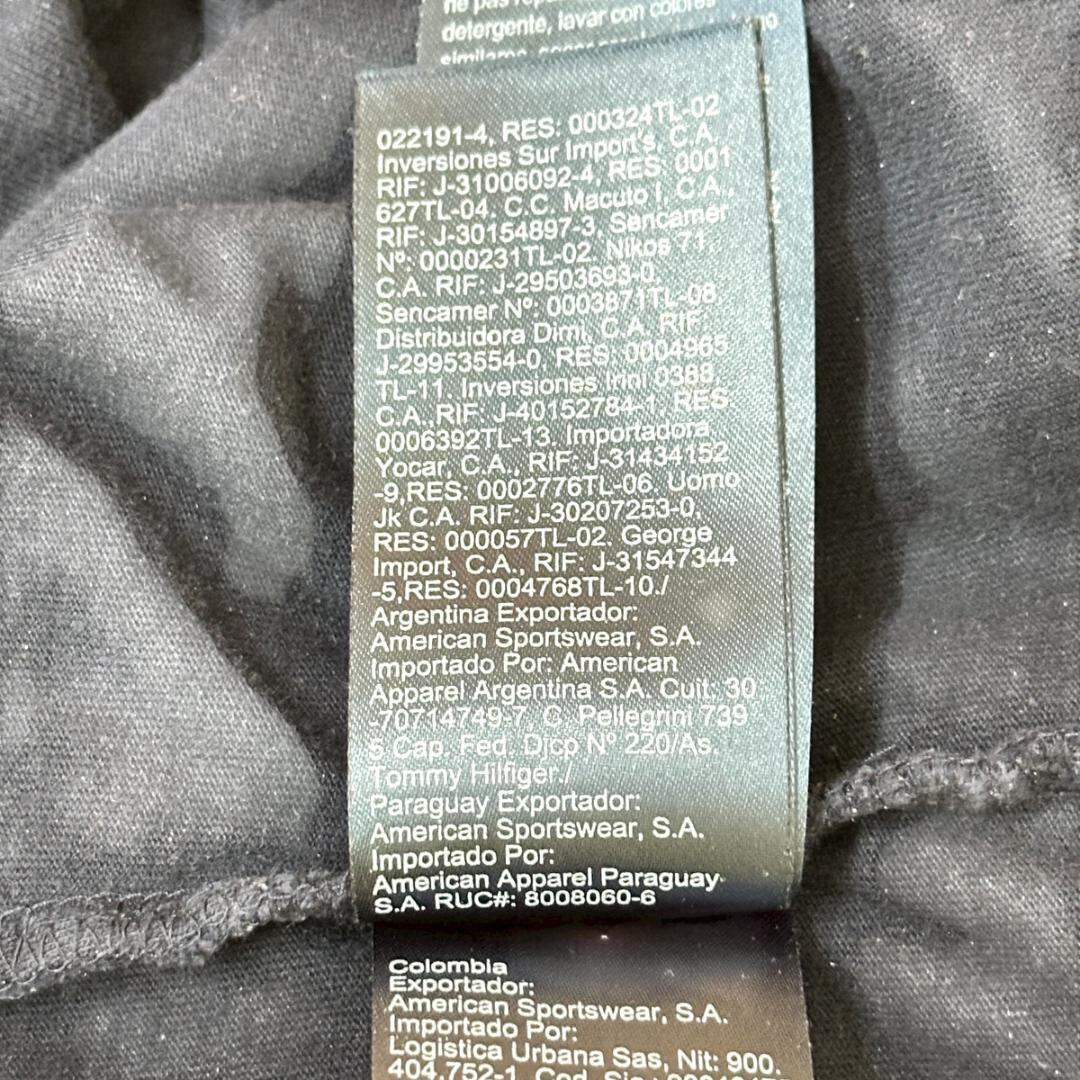 detergente, lavar con colores
022191-4, RES: 000324TL-02
Inversiones Sur Import's, C.A.
RIF: J-31006092-4, RES: 0001
627TL-04. C.C. Macuto I, C.A.,
RIF: J-30154897-3, Sencamer
Nº: 0000231TL-02. Nikos 71,
C.A. RIF: J-29503693-0.
Sencamer Nº: 0003871TL-08.
Distribuidora Dimi, C.A. RIF:
J-29953554-0, RES: 0004965
TL-11. Inversiones Irini 0388,
C.A. RIF: J-40152784-1, RES:
0006392TL-13. Importadora
Yocar, C.A., RIF: J-31434152
-9,RES: 0002776TL-06. Uomo
Jk C.A. RIF: J-30207253-0,
RES: 000057TL-02. George
Import, C.A., RIF: J-31547344
-5,RES: 0004768TL-10./
Argentina Exportador:
American Sportswear, S.A.
Importado Por: American
Apparel Argentina S.A. Cuit: 30
-70714749-7, C. Pellegrini 739
5 Cap. Fed. Djcp Nº 220/As.
Tommy Hilfiger./
Paraguay Exportador:
American Sportswear, S.A.
Importado Por:
American Apparel Paraguay
S.A. RUC#: 8008060-6
Colombia
Exportador:
American Sportswear, S.A.
Importado Por:
Logistica Urbana Sas, Nit: 900.
404.752-1